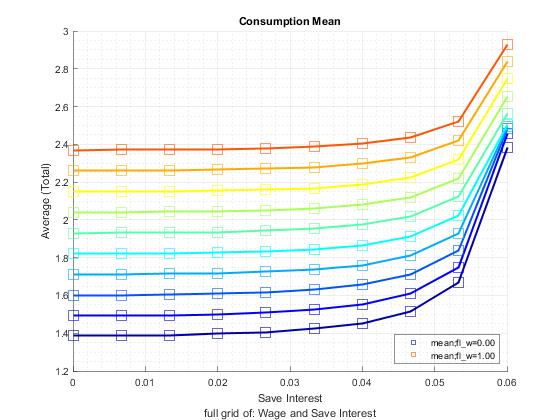 Consumption Mean
3
2.8
2.6
2.4
2.2
2
1.8
1.6
1.4
1.2
Average (Total)
mean;fl_w=0.00
mean;fl_w=1.00
0 0.01 0.02 0.03 0.04 0.05 0.06
Save Interest
full grid of: Wage and Save Interest